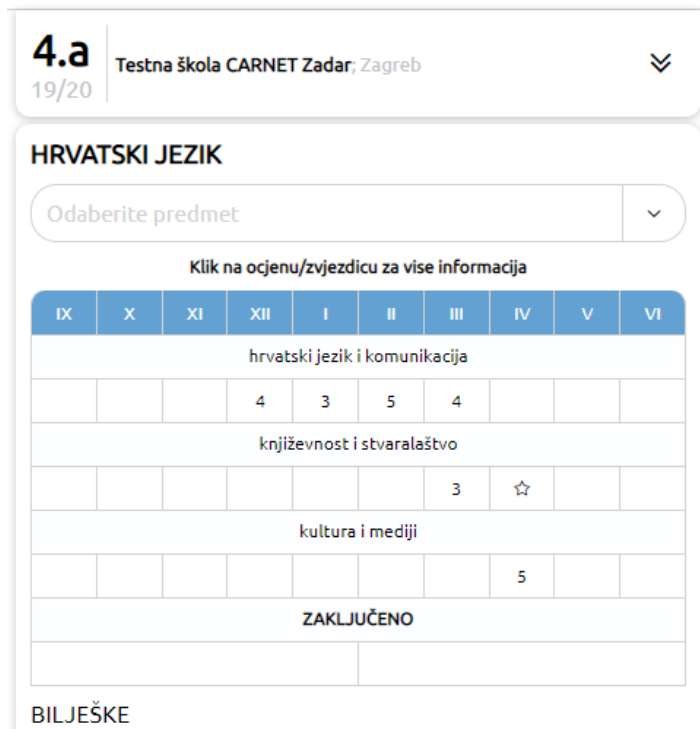 4.a
19/20
Testna škola CARNET Zadar; Zagreb
HRVATSKI JEZIK
Odaberite predmet
Klik na ocjenu/zvjezdicu za vise informacija
IX X XI XII I II III IV V VI
hrvatski jezik i komunikacija
4 3 5 4
književnost i stvaralaštvo
3
kultura i mediji
5
ZAKLJUČENO
BILJEŠKE